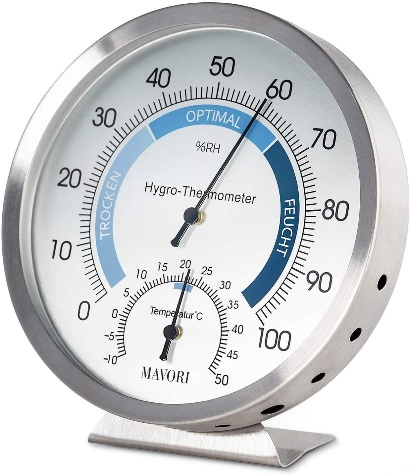 0 10 20 30 40 50 60 70 80 90 100
TROCKEN OPTIMAL FEUCHT
%RH
Hygro-Thermometer
-10 -5 0 5 10 15 20 25 30 35 40 45 50
Temperatur°C
MAVORI